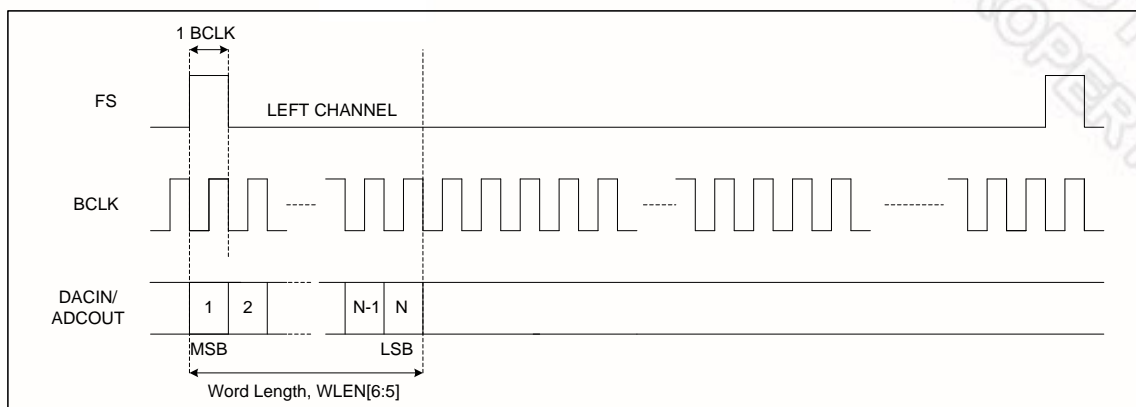 1 BCLK
FS
LEFT CHANNEL
BCLK
DACIN/
ADCOUT
1
2
N-1
N
MSB
LSB
Word Length, WLEN[6:5]